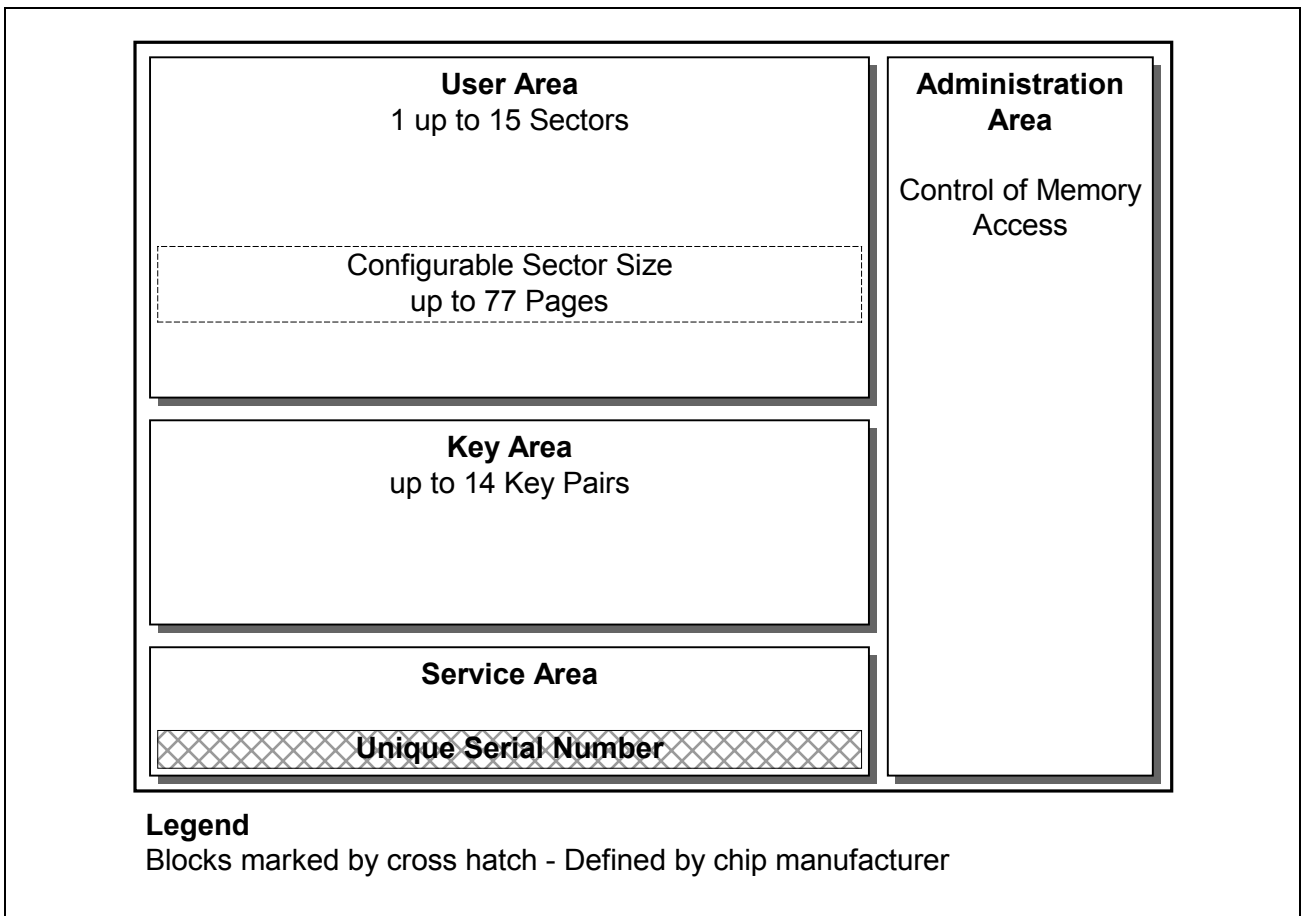 User Area
1 up to 15 Sectors
Configurable Sector Size
up to 77 Pages
Key Area
up to 14 Key Pairs
Service Area
Unique Serial Number
Administration
Area
Control of Memory
Access
Legend
Blocks marked by cross hatch - Defined by chip manufacturer